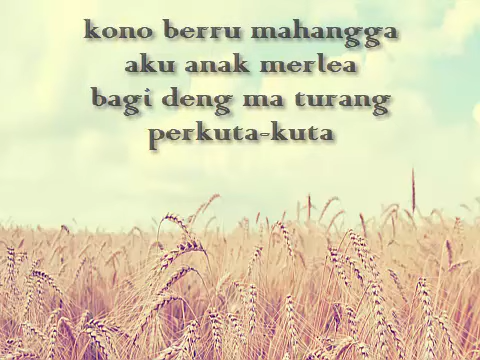 kono berru mahangga
aku anak merlea
bagi deng ma turang
perkuta-kuta